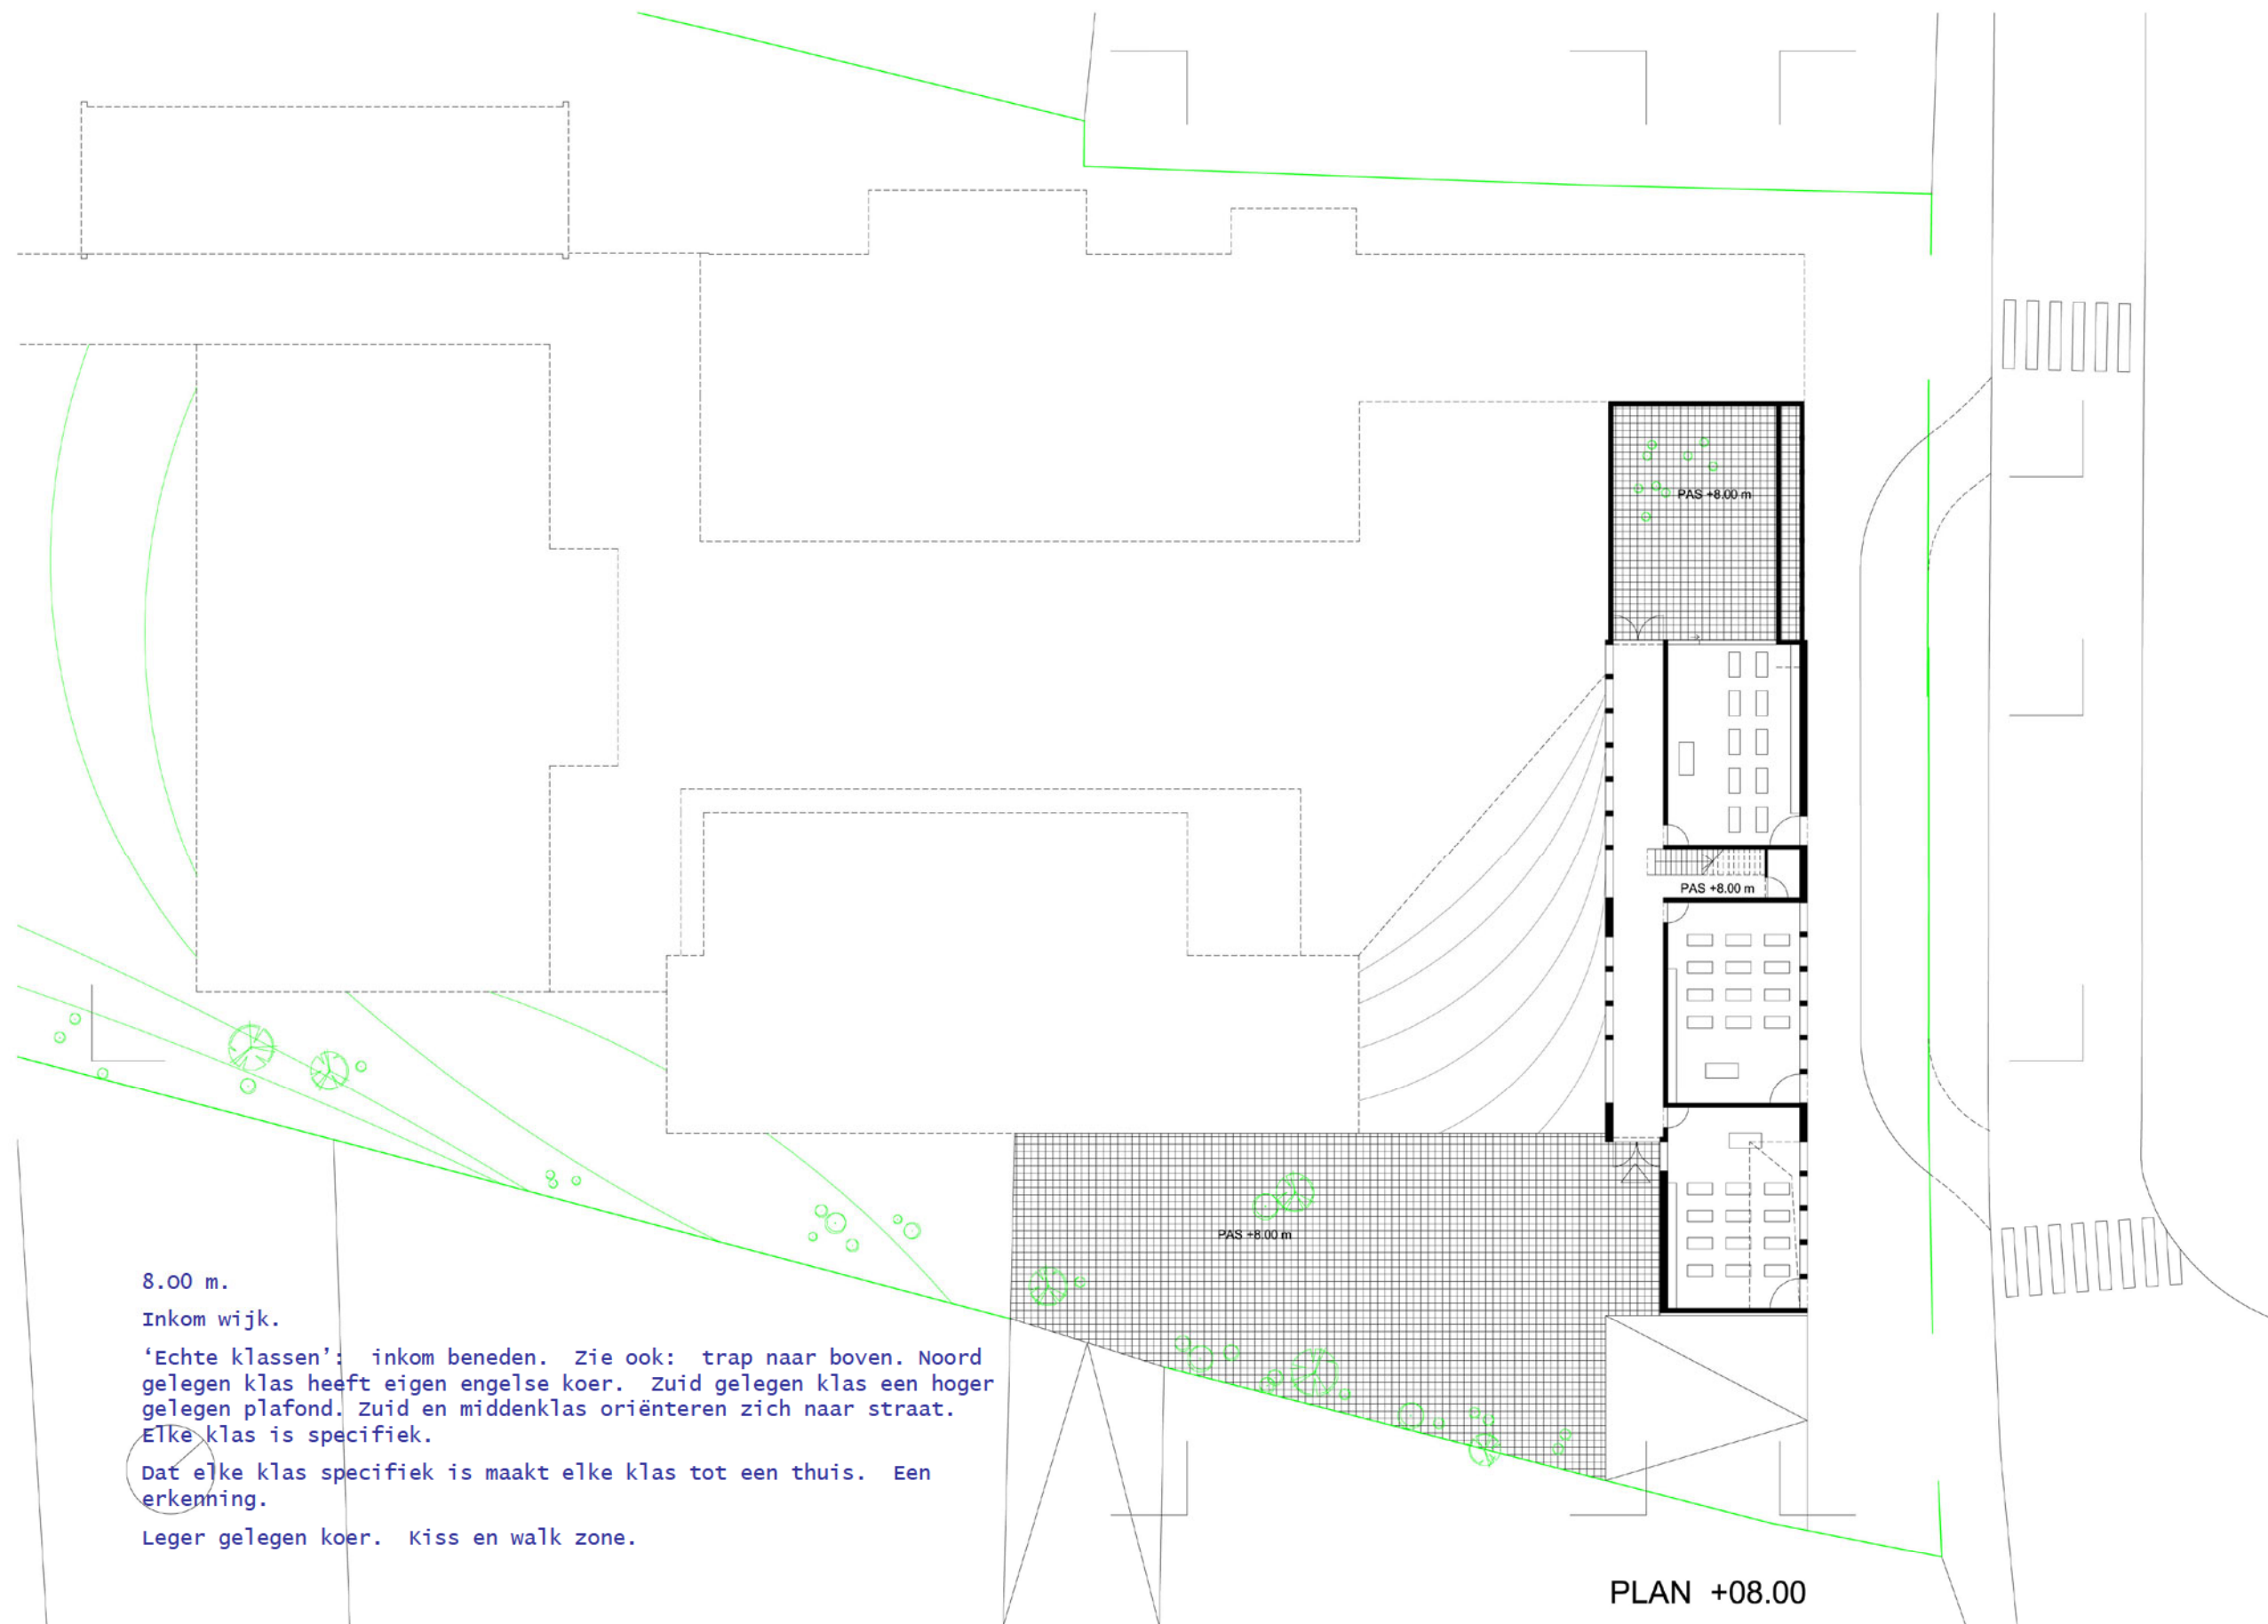 PAS +8.00 m
PAS +8.00 m
PAS +8.00 m
8.00 m.
Inkom wijk.
‘Echte klassen’:  inkom beneden.  Zie ook:  trap naar boven. Noord
gelegen klas heeft eigen engelse koer.  Zuid gelegen klas een hoger
gelegen plafond. Zuid en middenklas oriënteren zich naar straat.
Elke klas is specifiek.
Dat elke klas specifiek is maakt elke klas tot een thuis.  Een
erkenning.
Leger gelegen koer.  Kiss en walk zone.
PLAN  +08.00